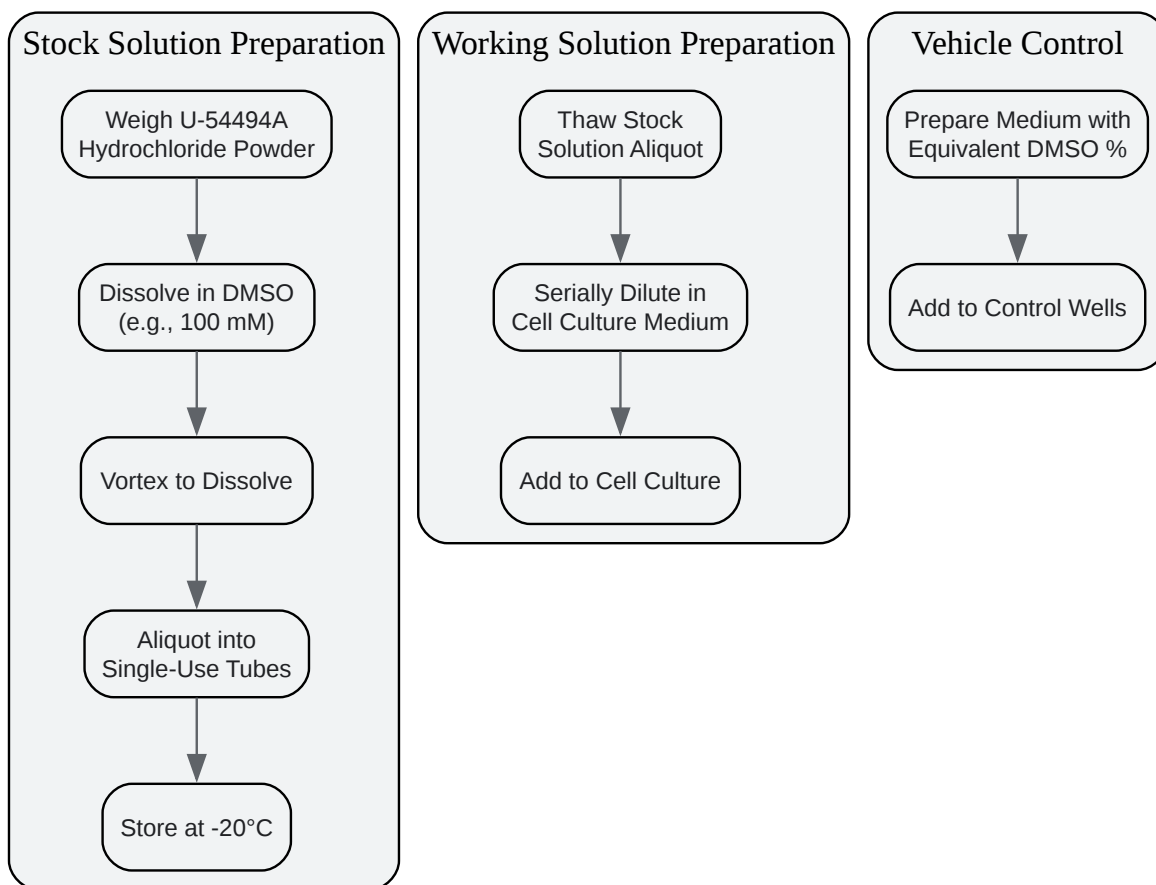 Stock Solution Preparation
Weigh U-54494A
Hydrochloride Powder
Dissolve in DMSO
(e.g., 100 mM)
Vortex to Dissolve
Aliquot into
Single-Use Tubes
Store at -20°C
Working Solution Preparation
Thaw Stock
Solution Aliquot
Serially Dilute in
Cell Culture Medium
Add to Cell Culture
Vehicle Control
Prepare Medium with
Equivalent DMSO %
Add to Control Wells